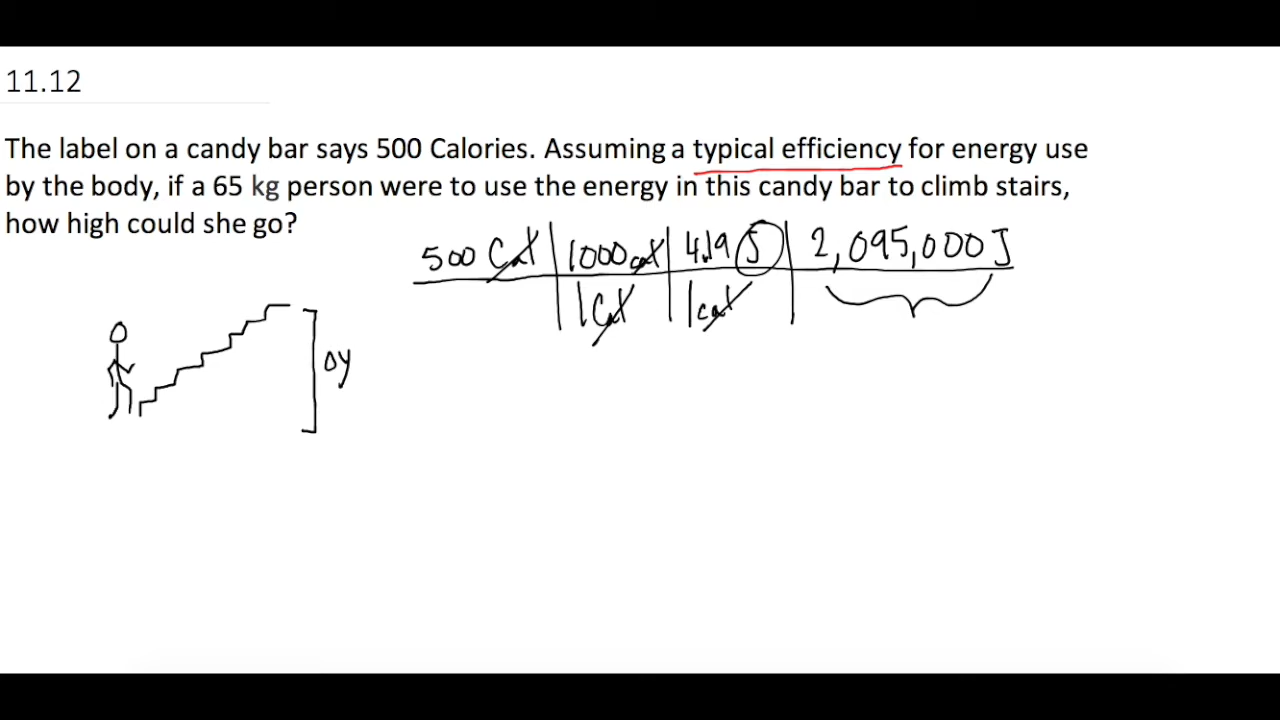 11.12
The label on a candy bar says 500 Calories. Assuming a typical efficiency for energy use
by the body, if a 65 kg person were to use the energy in this candy bar to climb stairs,
how high could she go?
500 Cal | 1000 cal | 4.19 J | 2,095,000 J
1 Cal | 1 cal
Δy